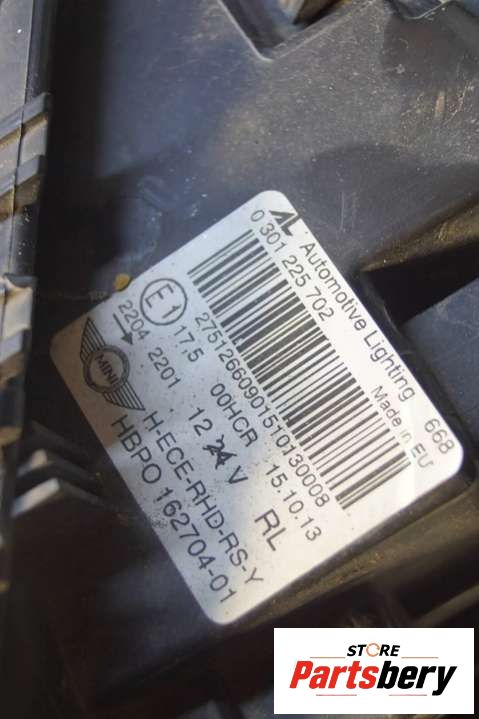 AL Automotive Lighting 668
0 301 225 702 Made in EU
27512660901510130008
E1 17,5 00HCR 15.10.13
2204 2201 12 24 V RL
MINI
H-ECE-RHD-RS-Y
HBPO 162704-01
STORE
Partsbery